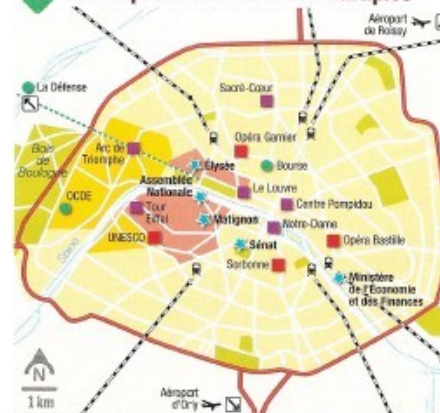 Aéroport
de Roissy
La Défense
Sacré-Cœur
Opéra Garnier
Bois
de
Boulogne
Arc de
Triomphe
Élysée
Bourse
Assemblée
Nationale
Le Louvre
OCDE
Tour
Eiffel
Centre Pompidou
Matignon
Notre-Dame
UNESCO
Sénat
Opéra Bastille
Seine
Sorbonne
Ministère
de l'Économie
et des Finances
N
1 km
Aéroport
d'Orly